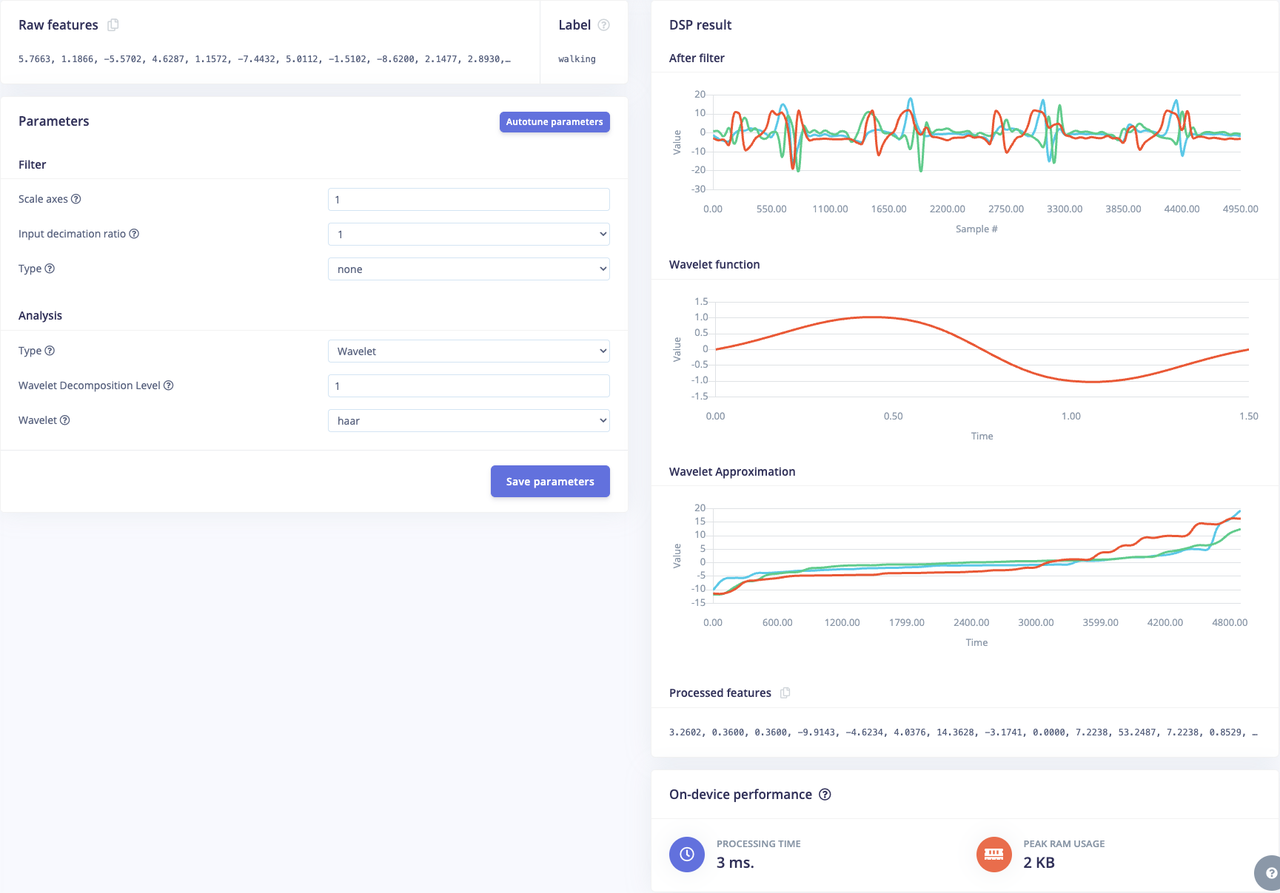 Raw features
Label
5.7663, 1.1866, −5.5702, 4.6287, 1.1572, −7.4432, 5.0112, −1.5102, −8.6200, 2.1477, 2.8930,…
walking
Parameters
Autotune parameters
Filter
Scale axes
1
Input decimation ratio
1
Type
none
Analysis
Type
Wavelet
Wavelet Decomposition Level
1
Wavelet
haar
Save parameters
DSP result
After filter
20
10
0
-10
-20
-30
Value
0.00 550.00 1100.00 1650.00 2200.00 2750.00 3300.00 3850.00 4400.00 4950.00
Sample #
Wavelet function
1.5
1.0
0.5
0
-0.5
-1.0
-1.5
Value
0.00 0.50 1.00 1.50
Time
Wavelet Approximation
20
15
10
5
0
-5
-10
-15
Value
0.00 600.00 1200.00 1799.00 2400.00 3000.00 3599.00 4200.00 4800.00
Time
Processed features
3.2602, 0.3600, 0.3600, −9.9143, −4.6234, 4.0376, 14.3628, −3.1741, 0.0000, 7.2238, 53.2487, 7.2238, 0.8529, …
On-device performance
PROCESSING TIME
3 ms.
PEAK RAM USAGE
2 KB